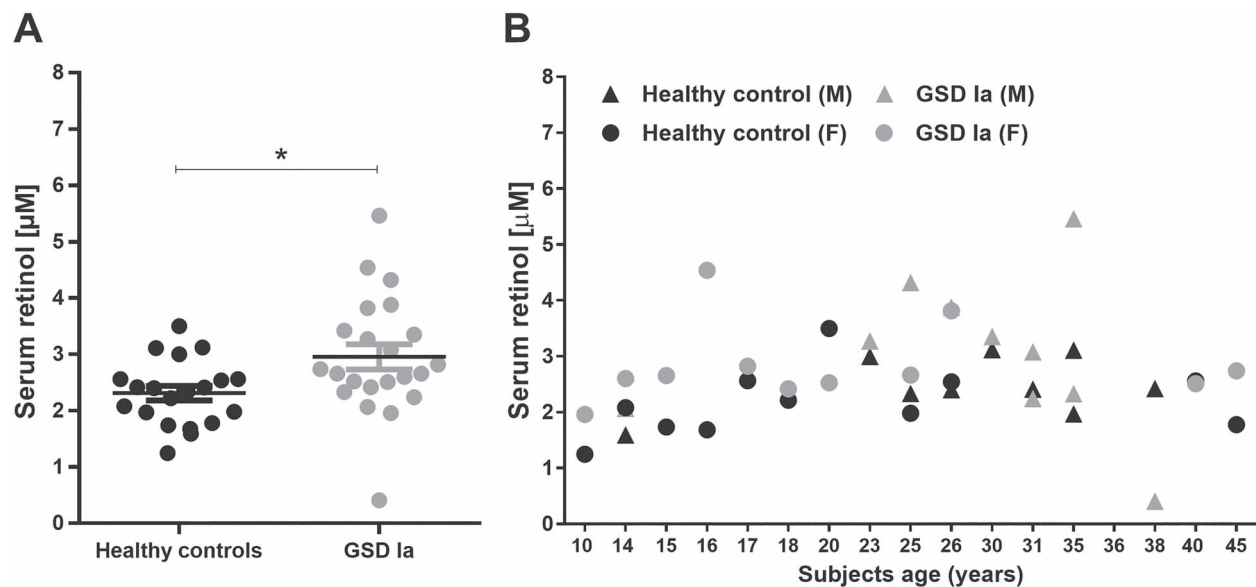 A
B
8
7
6
5
4
3
2
1
0
Serum retinol [µM]
*
Healthy controls
GSD Ia
8
7
6
5
4
3
2
1
0
Serum retinol [µM]
Healthy control (M)
GSD Ia (M)
Healthy control (F)
GSD Ia (F)
10 14 15 16 17 18 20 23 25 26 30 31 35 36 38 40 45
Subjects age (years)